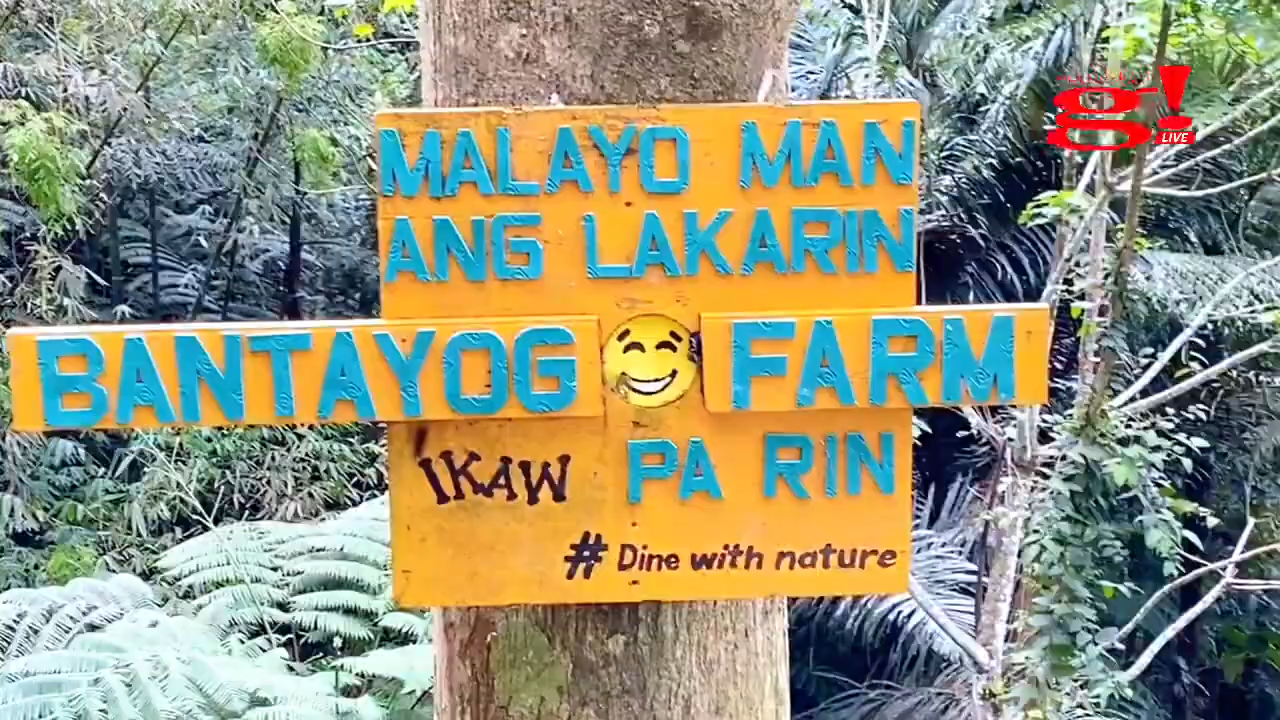 MALAYO MAN
ANG LAKARIN
BANTAYOG FARM
IKAW PA RIN
# Dine with nature
g!
LIVE